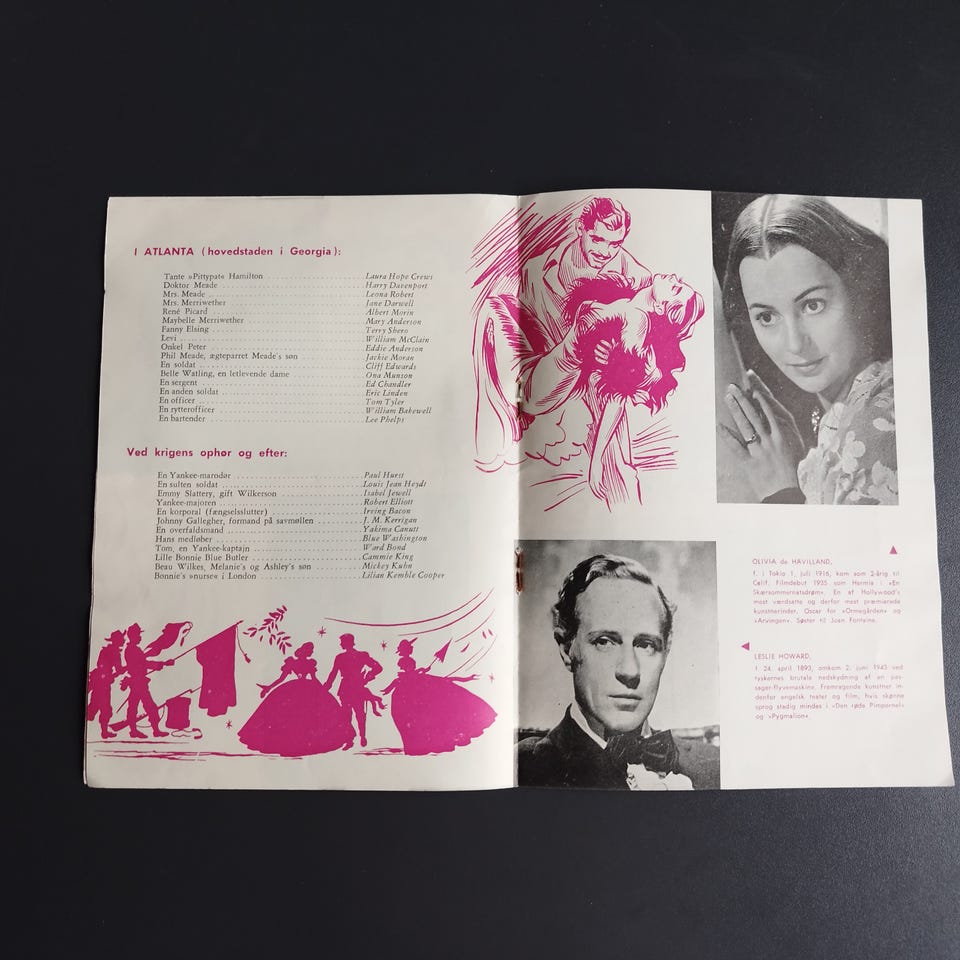 I ATLANTA (hovedstaden i Georgia):
Tante »Pittypat« Hamilton Laura Hope Crews
Doktor Meade Harry Davenport
Mrs. Meade Leona Robert
Mrs. Merriwether Jane Darwell
René Picard Albert Morin
Maybelle Merriwether Mary Anderson
Fanny Elsing Terry Shero
Levi William McClain
Onkel Peter Eddie Anderson
Phil Meade, ægteparret Meade's søn Jackie Moran
En soldat Cliff Edwards
Belle Watling, en letlevende dame Ona Munson
En sergent Ed Chandler
En anden soldat Eric Linden
En officer Tom Tyler
En rytterofficer William Bakewell
En bartender Lee Phelps
Ved krigens ophør og efter:
En Yankee-marodør Paul Hurst
En sulten soldat Louis Jean Heydt
Emmy Slattery, gift Wilkerson Isabel Jewell
Yankee-majoren Robert Elliott
En korporal (fængselsslutter) Irving Bacon
Johnny Gallegher, formand på savmøllen J. M. Kerrigan
En overfaldsmand Yakima Canutt
Hans medløber Blue Washington
Tom, en Yankee-kaptajn Ward Bond
Lille Bonnie Blue Butler Cammie King
Beau Wilkes, Melanie's og Ashley's søn Mickey Kuhn
Bonnie's »nurse« i London Lilian Kemble Cooper
OLIVIA de HAVILLAND,
f. i Tokio 1. juli 1916, kom som 2-årig til
Calif. Filmdebut 1935 som Hermia i »En
Skærsommernatsdrøm«. En af Hollywood's
mest værdsatte og derfor mest præmierede
kunstnerinder. Oscar for »Ormegården« og
»Arvingen«. Søster til Joan Fontaine.
LESLIE HOWARD,
f. 24. april 1893, omkom 2. juni 1943 ved
tyskernes brutale nedskydning af en pas-
sager-flyvemaskine. Fremragende kunstner in-
denfor engelsk teater og film, hvis skønne
sprog stadig mindes i »Den røde Pimpernel«
og »Pygmalion«.